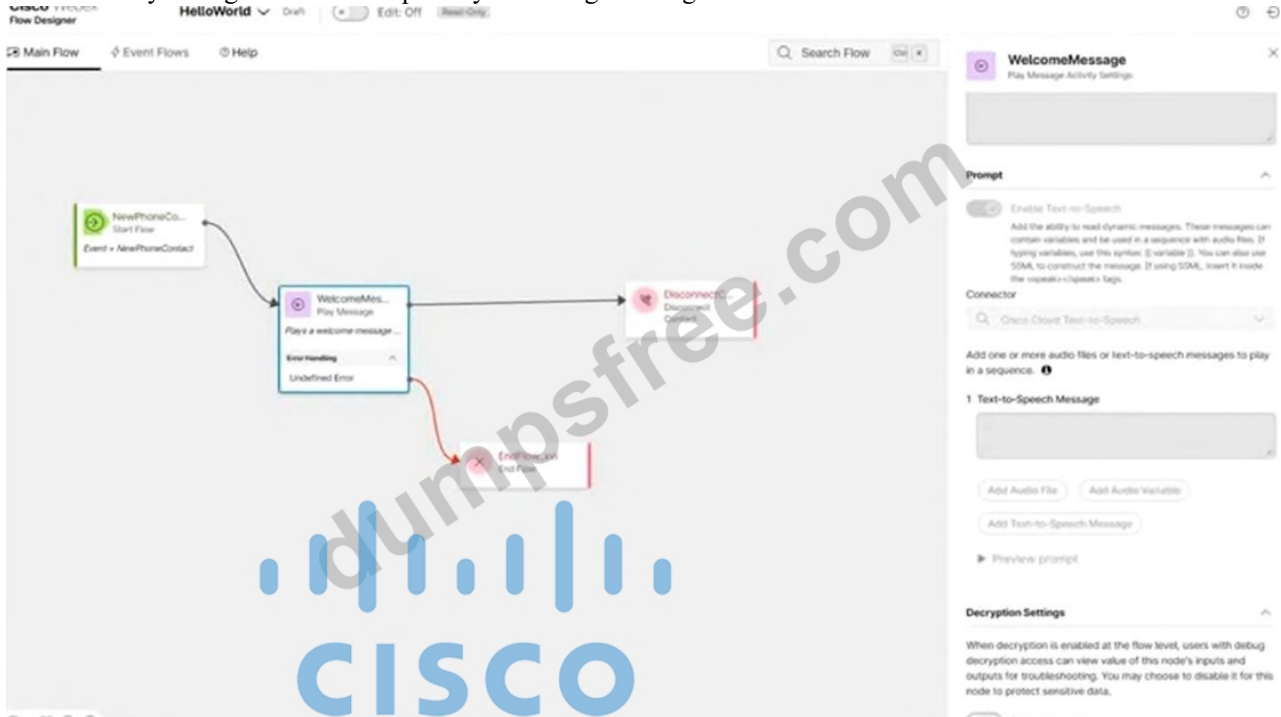 Flow Designer
HelloWorld
Draft
Edit: Off
Read-Only
Main Flow
Event Flows
Help
Search Flow
Ctrl K
NewPhoneCo...
Start Flow
Event = NewPhoneContact
WelcomeMes...
Play Message
Plays a welcome message ...
Error Handling
Undefined Error
DisconnectC...
Disconnect
Contact
End Flow
WelcomeMessage
Play Message Activity Settings
Prompt
Enable Text-to-Speech
Add the ability to read dynamic messages. These messages can
contain variables and be used in a sequence with audio files. If
typing variables, use this syntax: {{ variable }}. You can also use
SSML to construct the message. If using SSML, insert it inside
the <speak></speak> tags.
Connector
Cisco Cloud Text-to-Speech
Add one or more audio files or text-to-speech messages to play
in a sequence.
1 Text-to-Speech Message
Add Audio File
Add Audio Variable
Add Text-to-Speech Message
Preview prompt
Decryption Settings
When decryption is enabled at the flow level, users with debug
decryption access can view value of this node's inputs and
outputs for troubleshooting. You may choose to disable it for this
node to protect sensitive data.
dumpsfree.com
CISCO